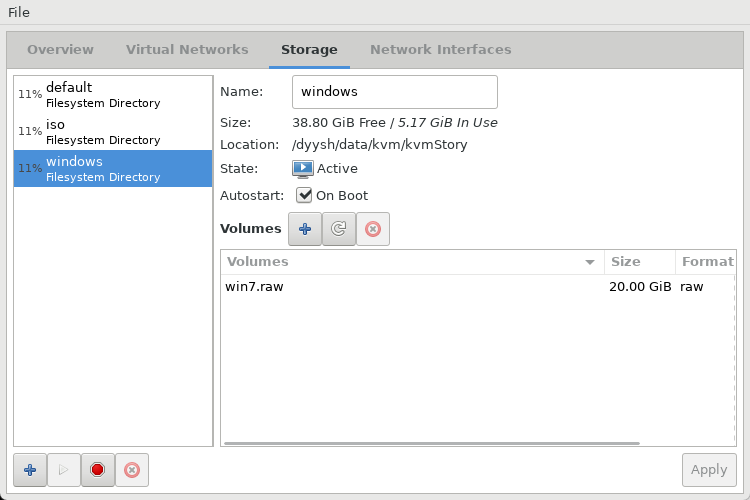 File
Overview Virtual Networks Storage Network Interfaces
11% default
Filesystem Directory
11% iso
Filesystem Directory
11% windows
Filesystem Directory
Name: windows
Size: 38.80 GiB Free / 5.17 GiB In Use
Location: /dyysh/data/kvm/kvmStory
State: Active
Autostart: On Boot
Volumes
Volumes Size Format
win7.raw 20.00 GiB raw
Apply